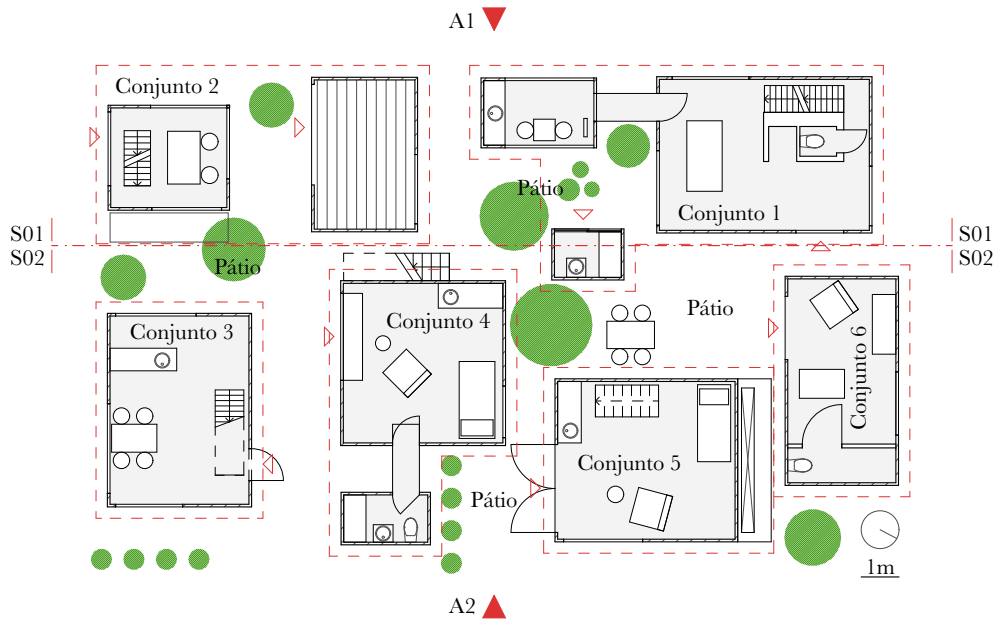 A1
Conjunto 2
Pátio
Conjunto 1
S01
S01
S02
S02
Pátio
Pátio
Conjunto 3
Conjunto 4
Conjunto 6
Conjunto 5
Pátio
1m
A2